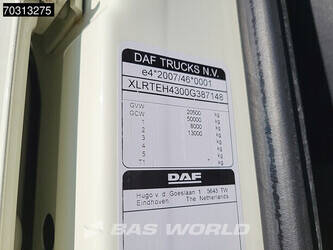 70313275
DAF TRUCKS N.V.
e4*2007/46*0001
XLRTEH4300G387148
GVW 20500 kg
GCW 50000 kg
1 8000 kg
2 13000 kg
3 kg
4 kg
5 kg
T1 * kg
DAF
Hugo v. d. Goeslaan 1 5643 TW
Eindhoven The Netherlands
BAS WORLD